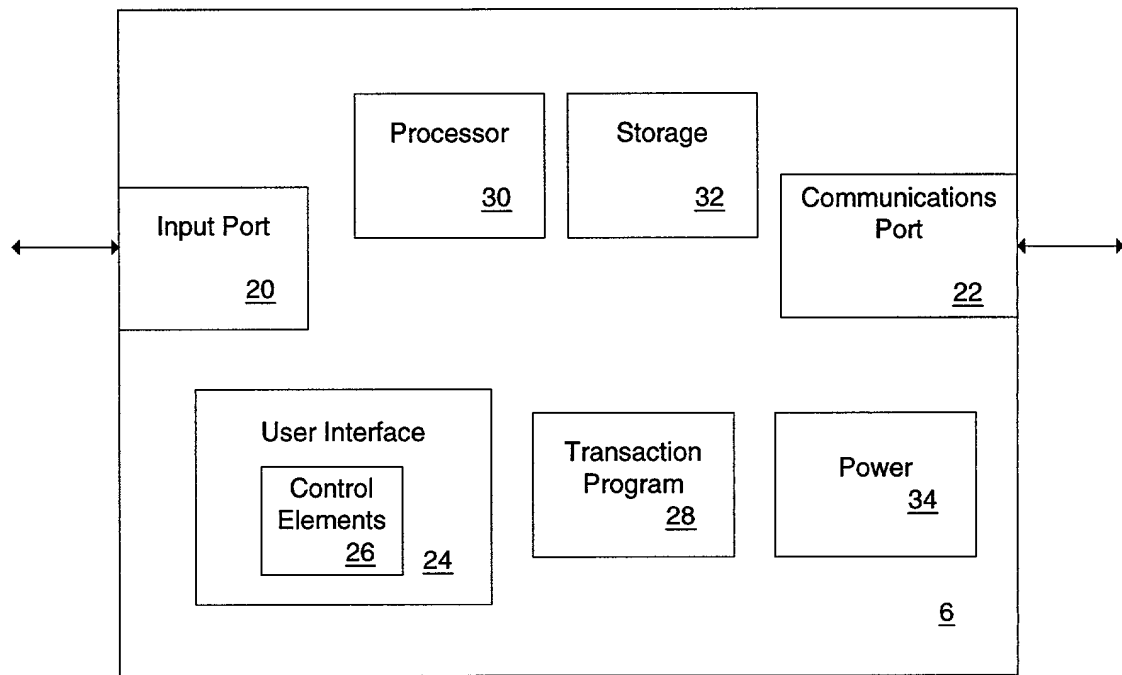 Processor
30
Storage
32
Input Port
20
Communications
Port
22
User Interface
Control
Elements
26
24
Transaction
Program
28
Power
34
6